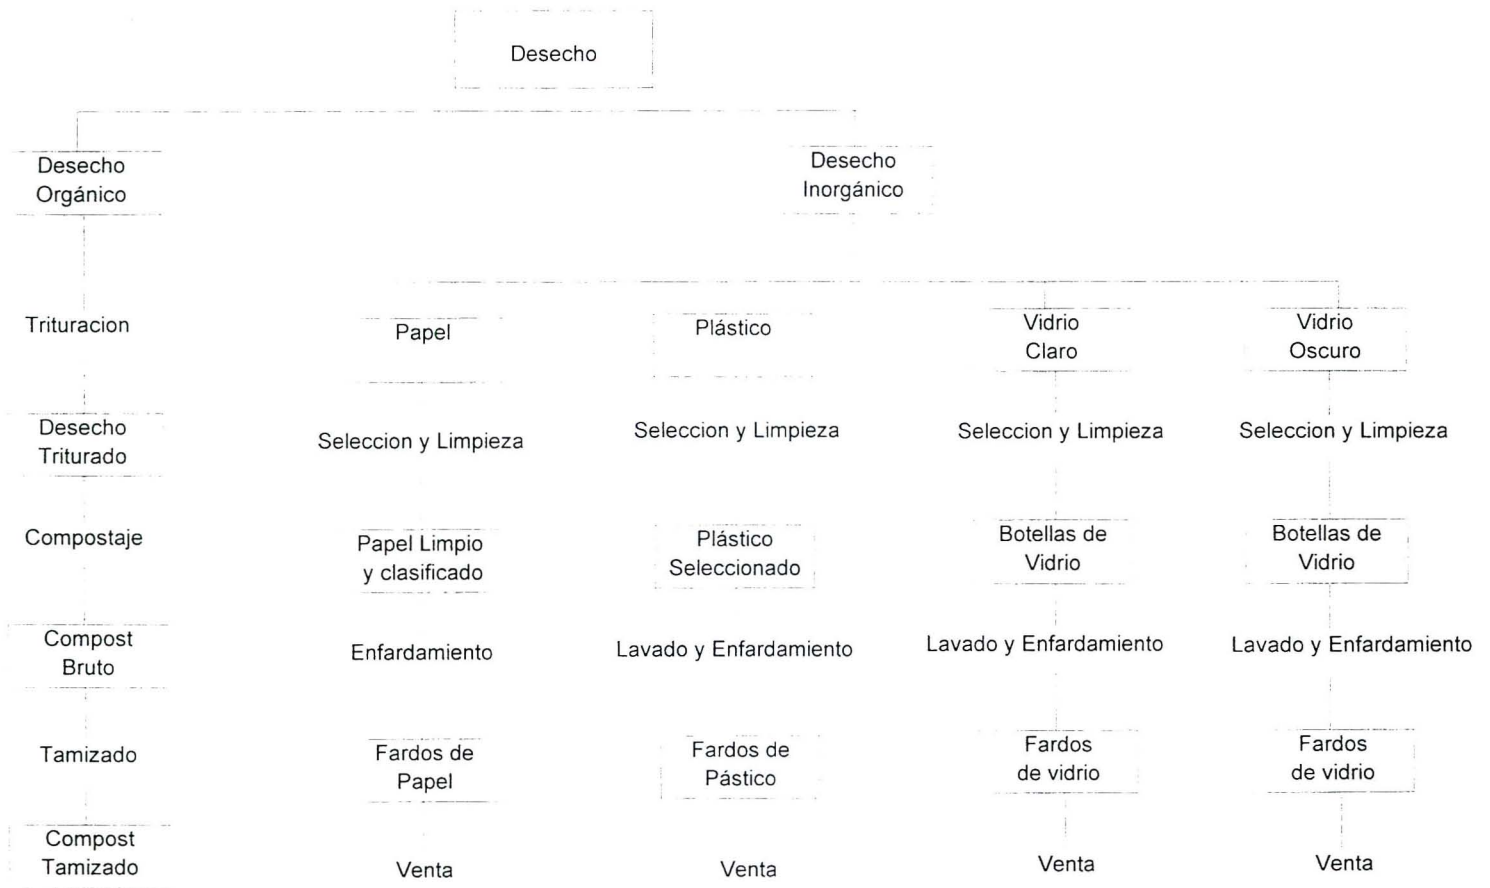 Desecho
Desecho
Orgánico
Desecho
Inorgánico
Trituracion
Papel
Plástico
Vidrio
Claro
Vidrio
Oscuro
Desecho
Triturado
Seleccion y Limpieza
Seleccion y Limpieza
Seleccion y Limpieza
Seleccion y Limpieza
Compostaje
Papel Limpio
y clasificado
Plástico
Seleccionado
Botellas de
Vidrio
Botellas de
Vidrio
Compost
Bruto
Enfardamiento
Lavado y Enfardamiento
Lavado y Enfardamiento
Lavado y Enfardamiento
Tamizado
Fardos de
Papel
Fardos de
Pástico
Fardos
de vidrio
Fardos
de vidrio
Compost
Tamizado
Venta
Venta
Venta
Venta